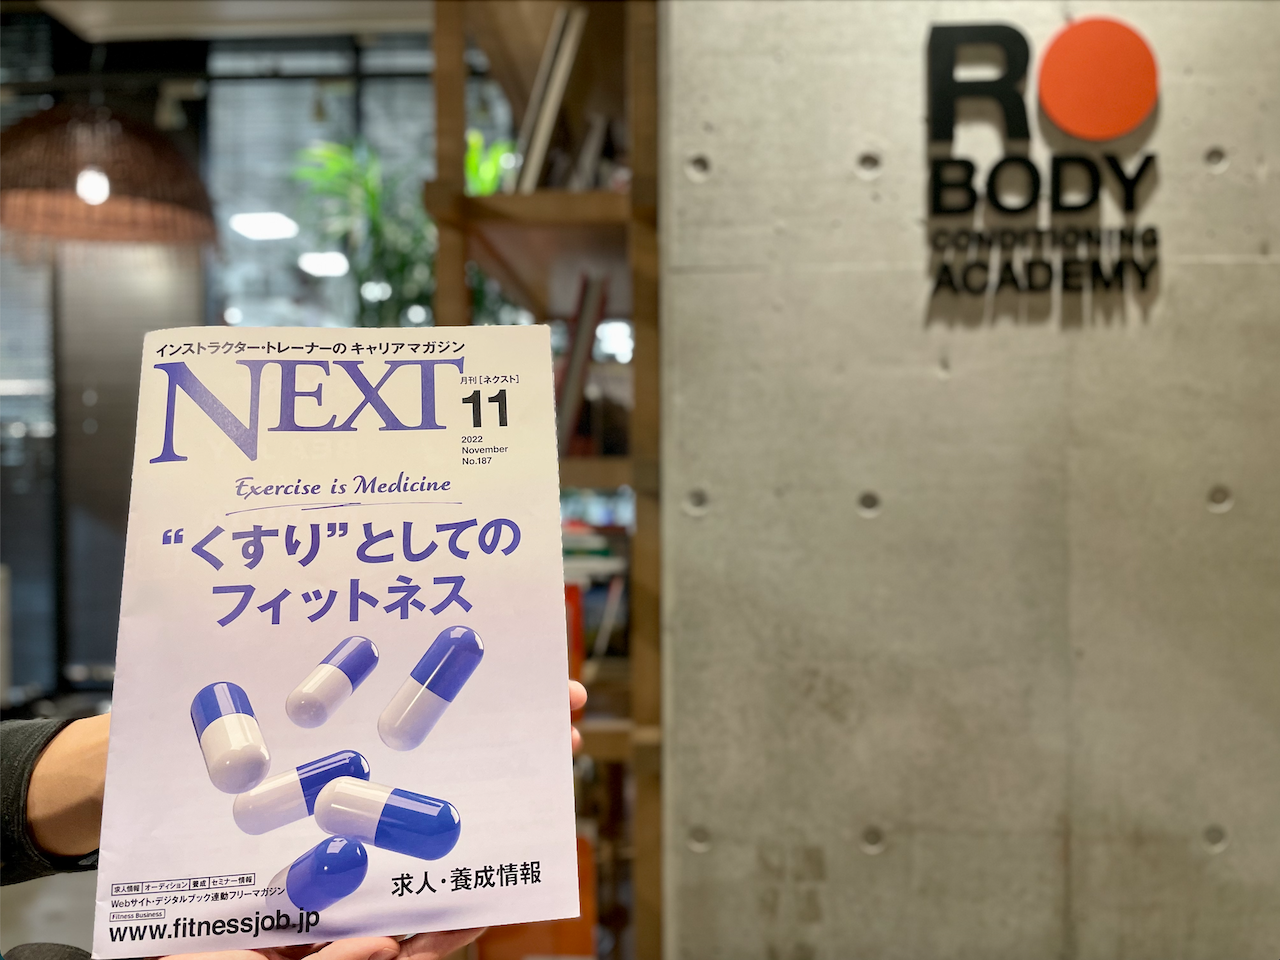 インストラクター・トレーナーの キャリアマガジン
NEXT
月刊［ネクスト］
11
2022
November
No.187
Exercise is Medicine
“くすり”としての
フィットネス
求人・養成情報
求人情報 オーディション 養成 セミナー情報
Webサイト・デジタルブック連動フリーマガジン
Fitness Business
www.fitnessjob.jp
R
BODY
CONDITIONING
ACADEMY